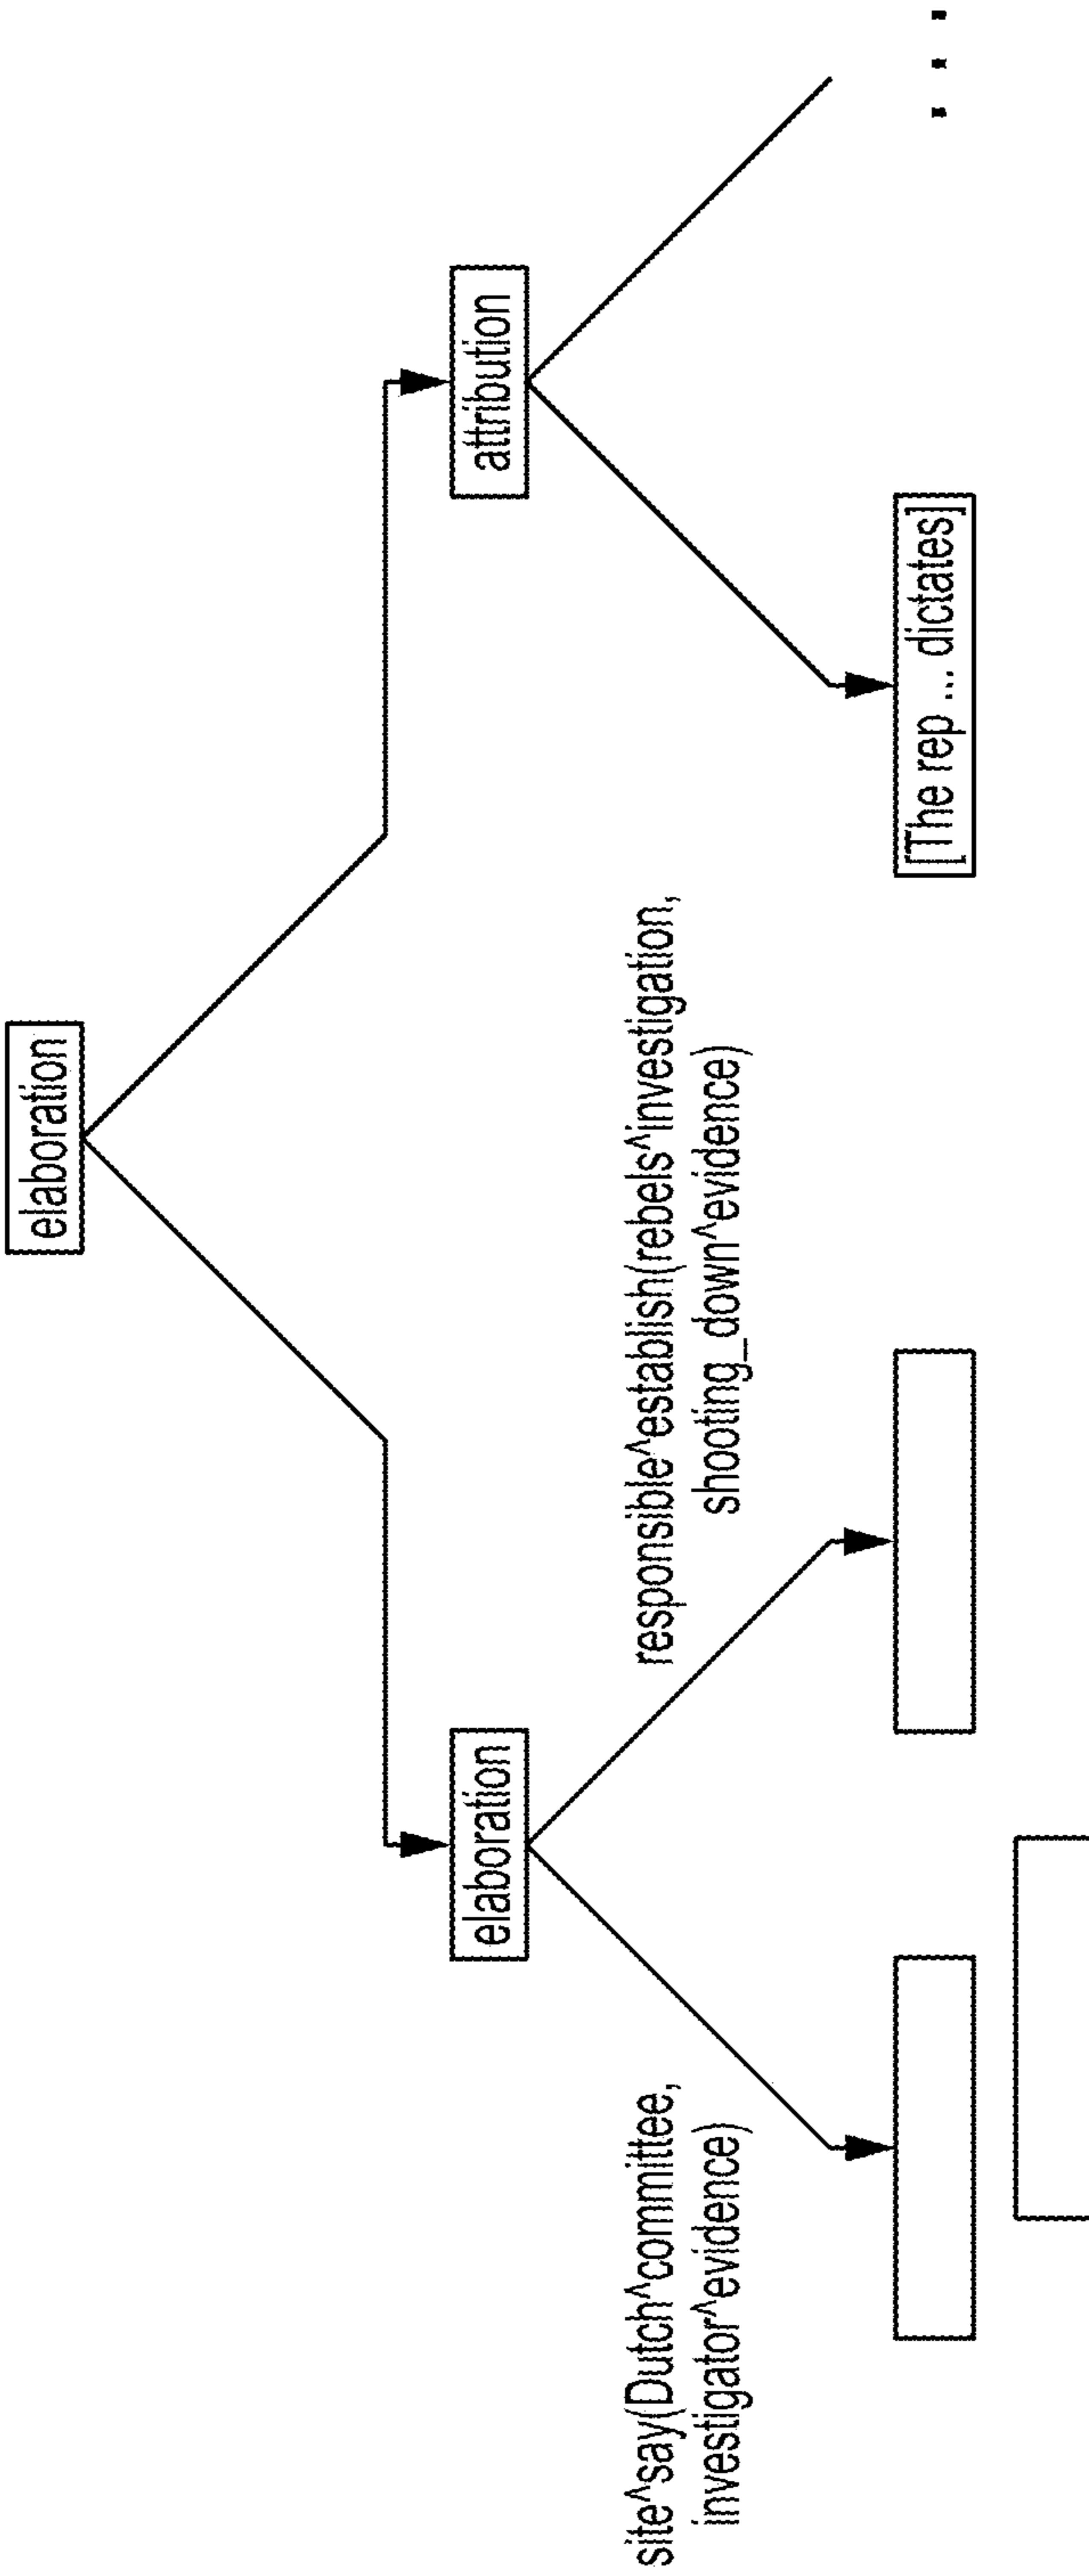 elaboration
elaboration
attribution
site^say(Dutch^committee,
investigator^evidence)
responsible^establish(rebels^investigation,
shooting_down^evidence)
[The rep ... dictates]
...